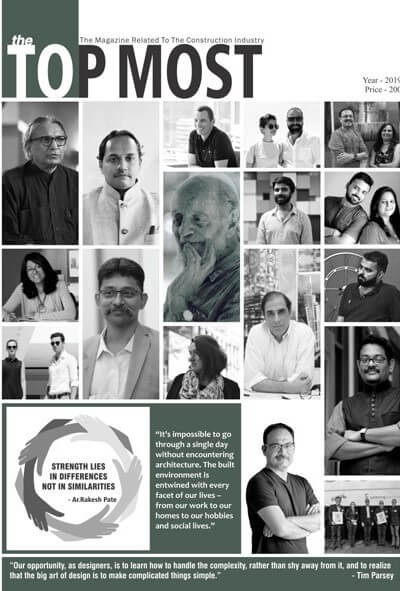 the
The Magazine Related To The Construction Industry
TOP MOST
Year - 2019
Price - 200
STRENGTH LIES
IN DIFFERENCES
NOT IN SIMILARITIES
- Ar.Rakesh Pate
“It’s impossible to go
through a single day
without encountering
architecture. The built
environment is
entwined with every
facet of our lives –
from our work to our
homes to our hobbies
and social lives.”
“Our opportunity, as designers, is to learn how to handle the complexity, rather than shy away from it, and to realize
that the big art of design is to make complicated things simple.”
- Tim Parsey